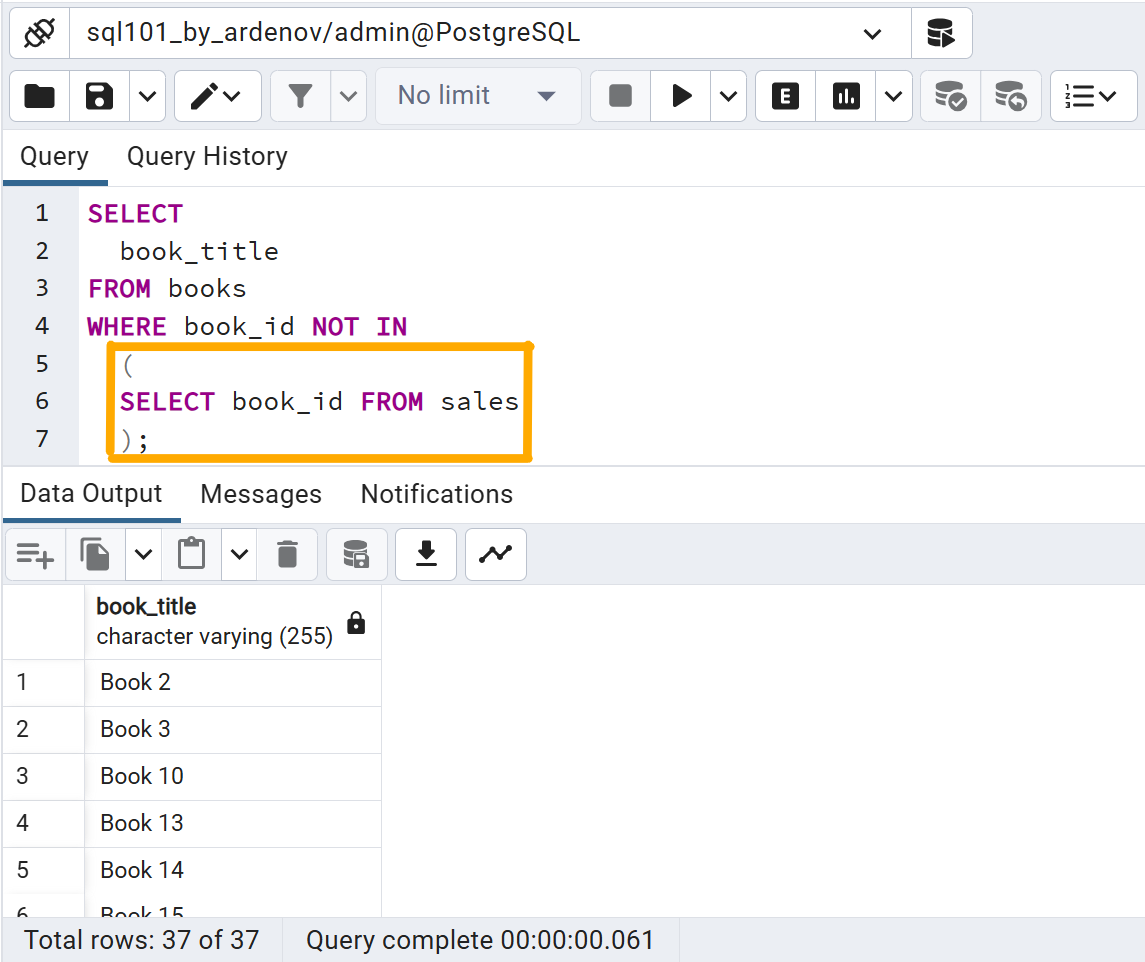 sql101_by_ardenov/admin@PostgreSQL
No limit
E
Query Query History
1 SELECT
2 book_title
3 FROM books
4 WHERE book_id NOT IN
5 (
6 SELECT book_id FROM sales
7 );
Data Output Messages Notifications
book_title
character varying (255)
1 Book 2
2 Book 3
3 Book 10
4 Book 13
5 Book 14
6 Book 15
Total rows: 37 of 37 Query complete 00:00:00.061